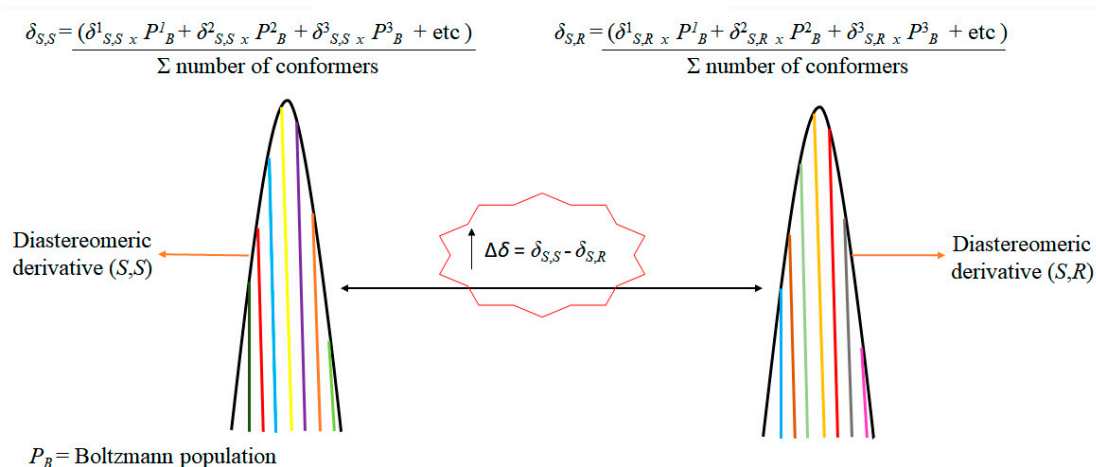 δS,S = (δ¹S,S x P¹B + δ²S,S x P²B + δ³S,S x P³B + etc )
Σ number of conformers
δS,R = (δ¹S,R x P¹B + δ²S,R x P²B + δ³S,R x P³B + etc )
Σ number of conformers
Diastereomeric
derivative (S,S)
Δδ = δS,S - δS,R
Diastereomeric
derivative (S,R)
PB = Boltzmann population